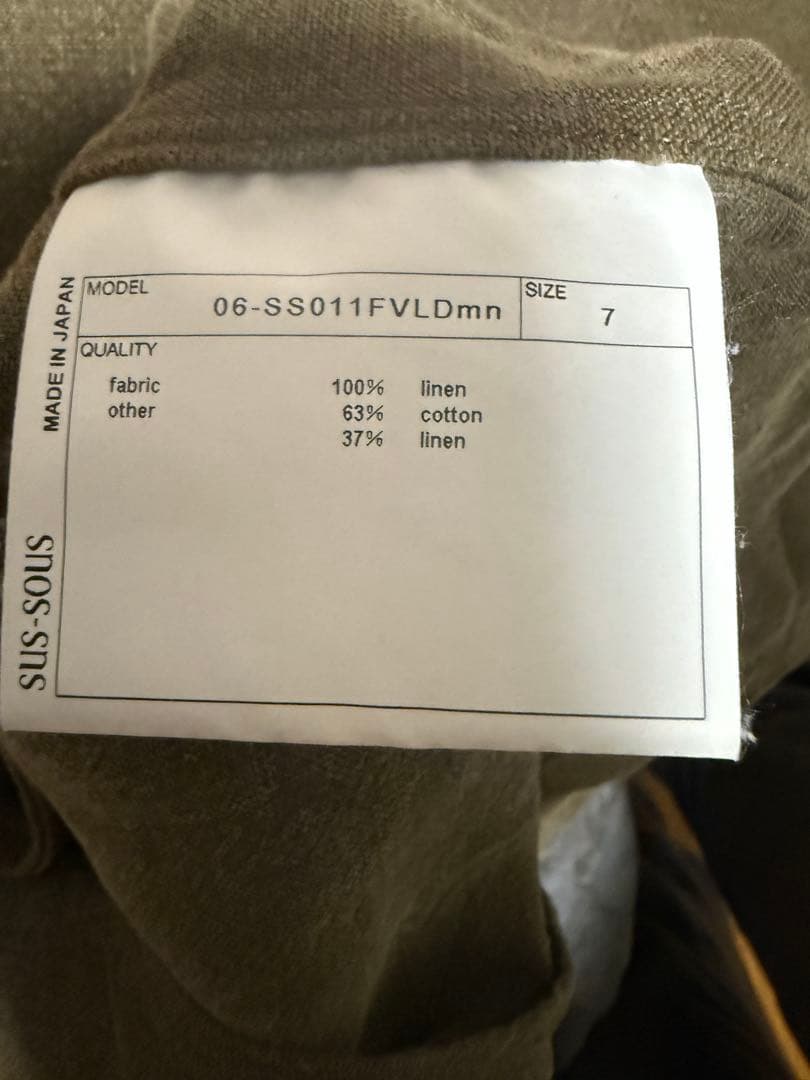 MODEL 06-SS011FVLDmn SIZE 7
QUALITY
fabric 100% linen
other 63% cotton
37% linen
MADE IN JAPAN
sus-sous